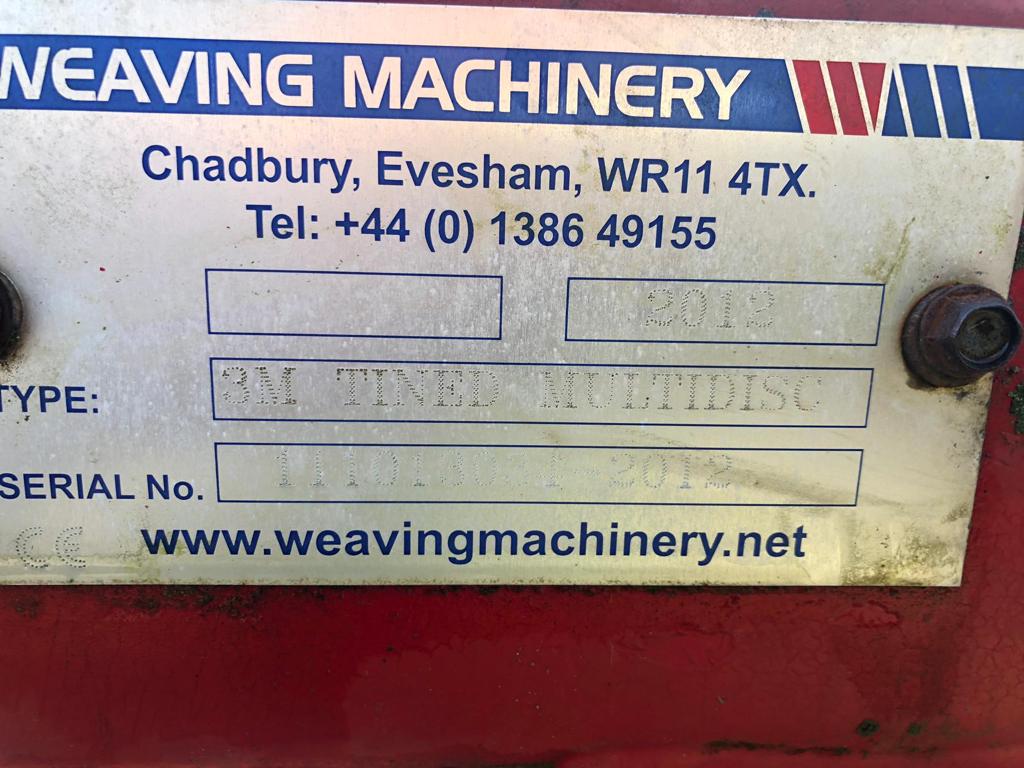 WEAVING MACHINERY
Chadbury, Evesham, WR11 4TX.
Tel: +44 (0) 1386 49155
2012
TYPE: 3M TINED MULTIDISC
SERIAL No.
CE
www.weavingmachinery.net